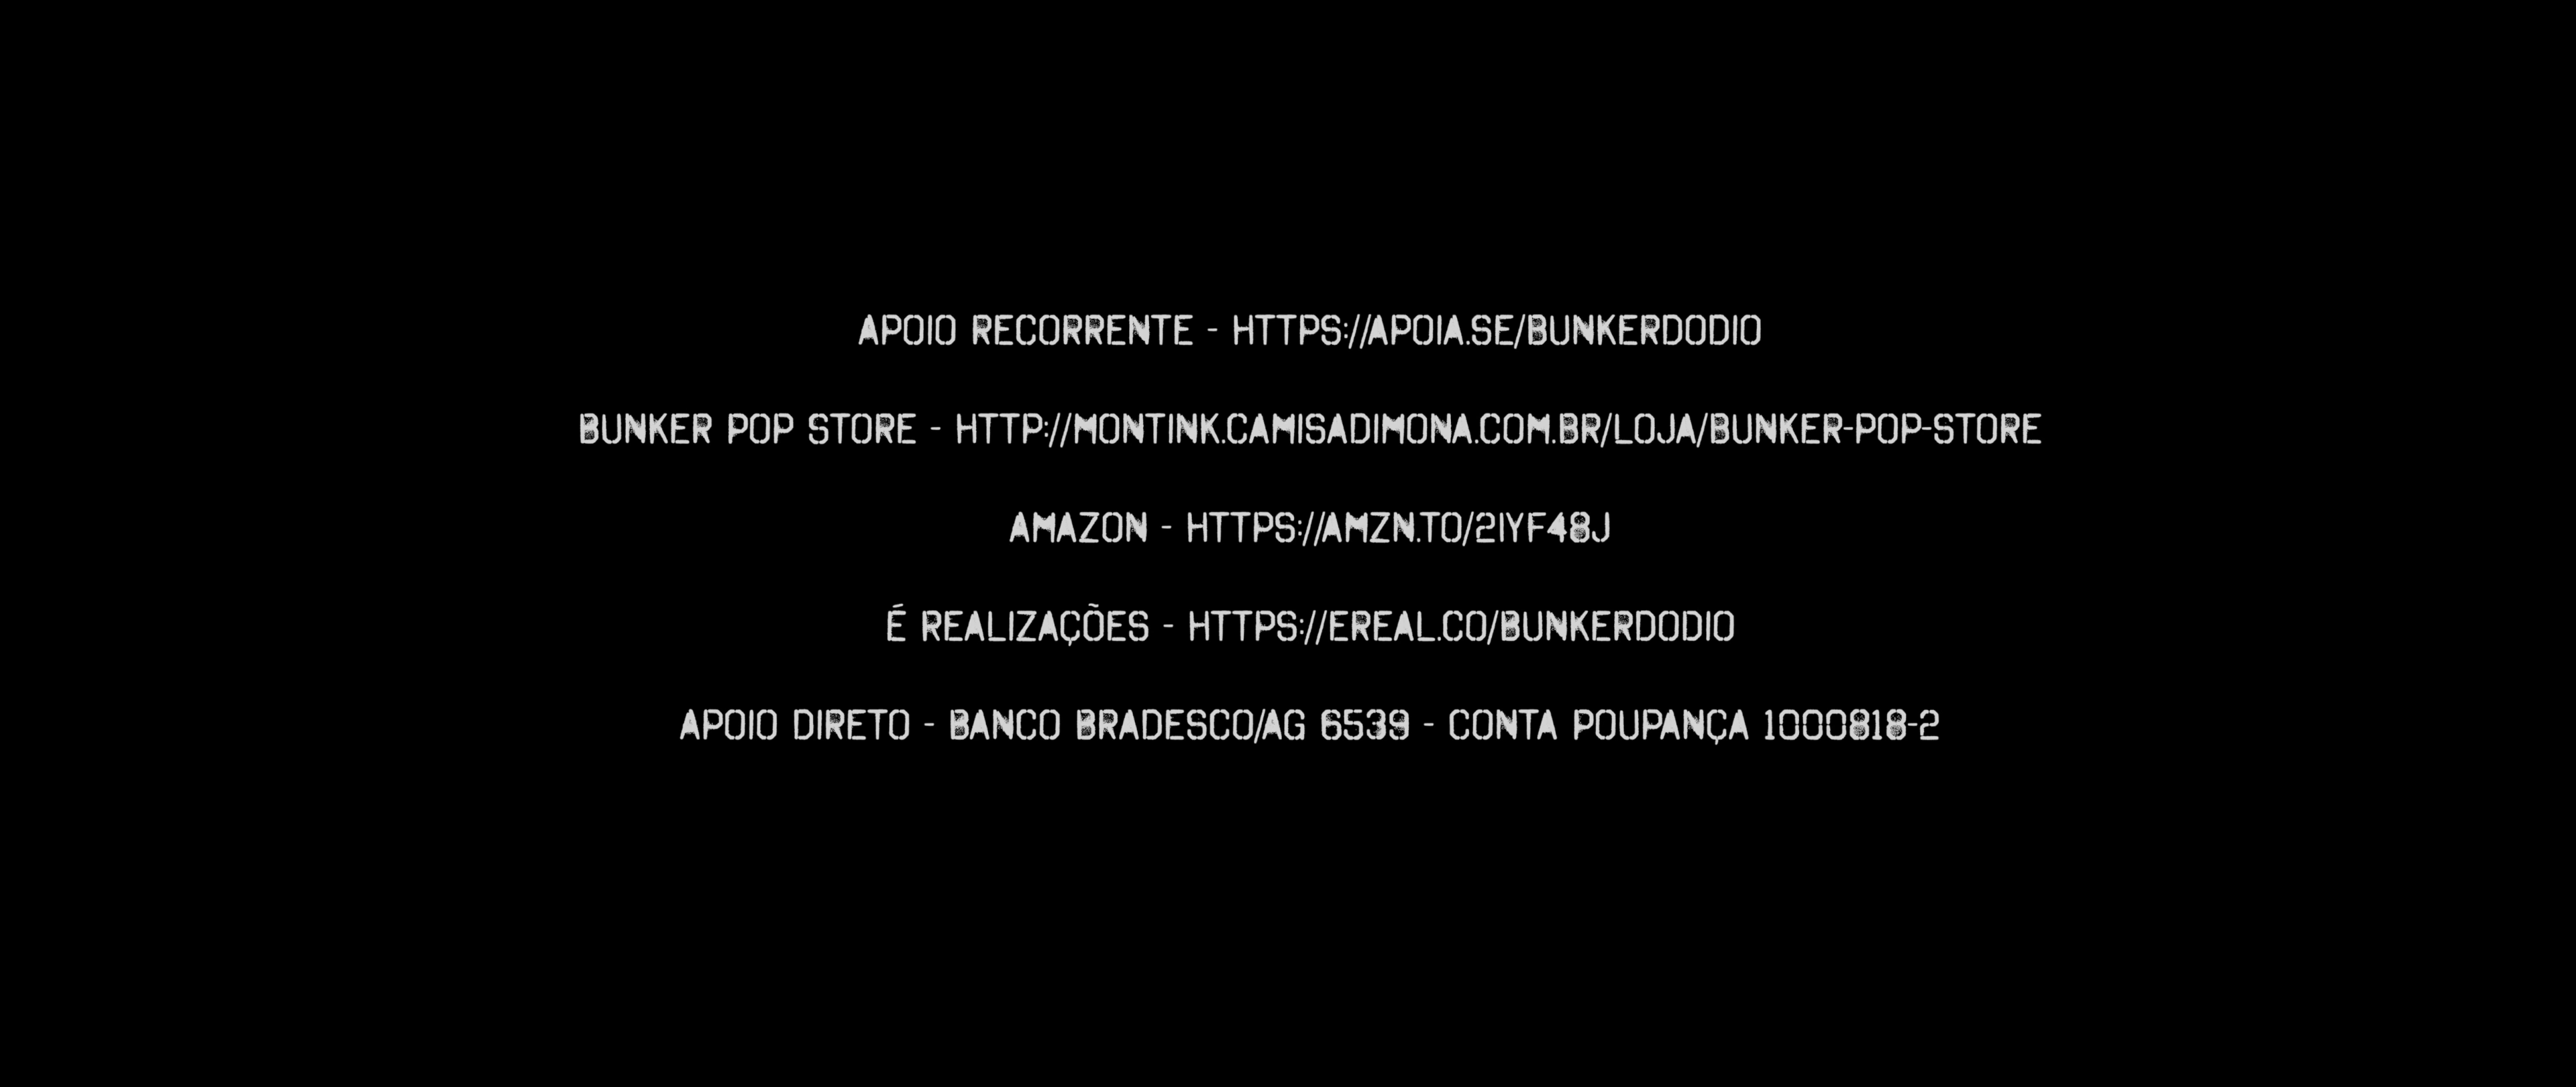 APOIO RECORRENTE - HTTPS://APOIA.SE/BUNKERDODIO
BUNKER POP STORE - HTTP://MONTINK.CAMISADIMONA.COM.BR/LOJA/BUNKER-POP-STORE
AMAZON - HTTPS://AMZN.TO/2IYF48J
É REALIZAÇÕES - HTTPS://EREAL.CO/BUNKERDODIO
APOIO DIRETO - BANCO BRADESCO/AG 6539 - CONTA POUPANÇA 1000818-2